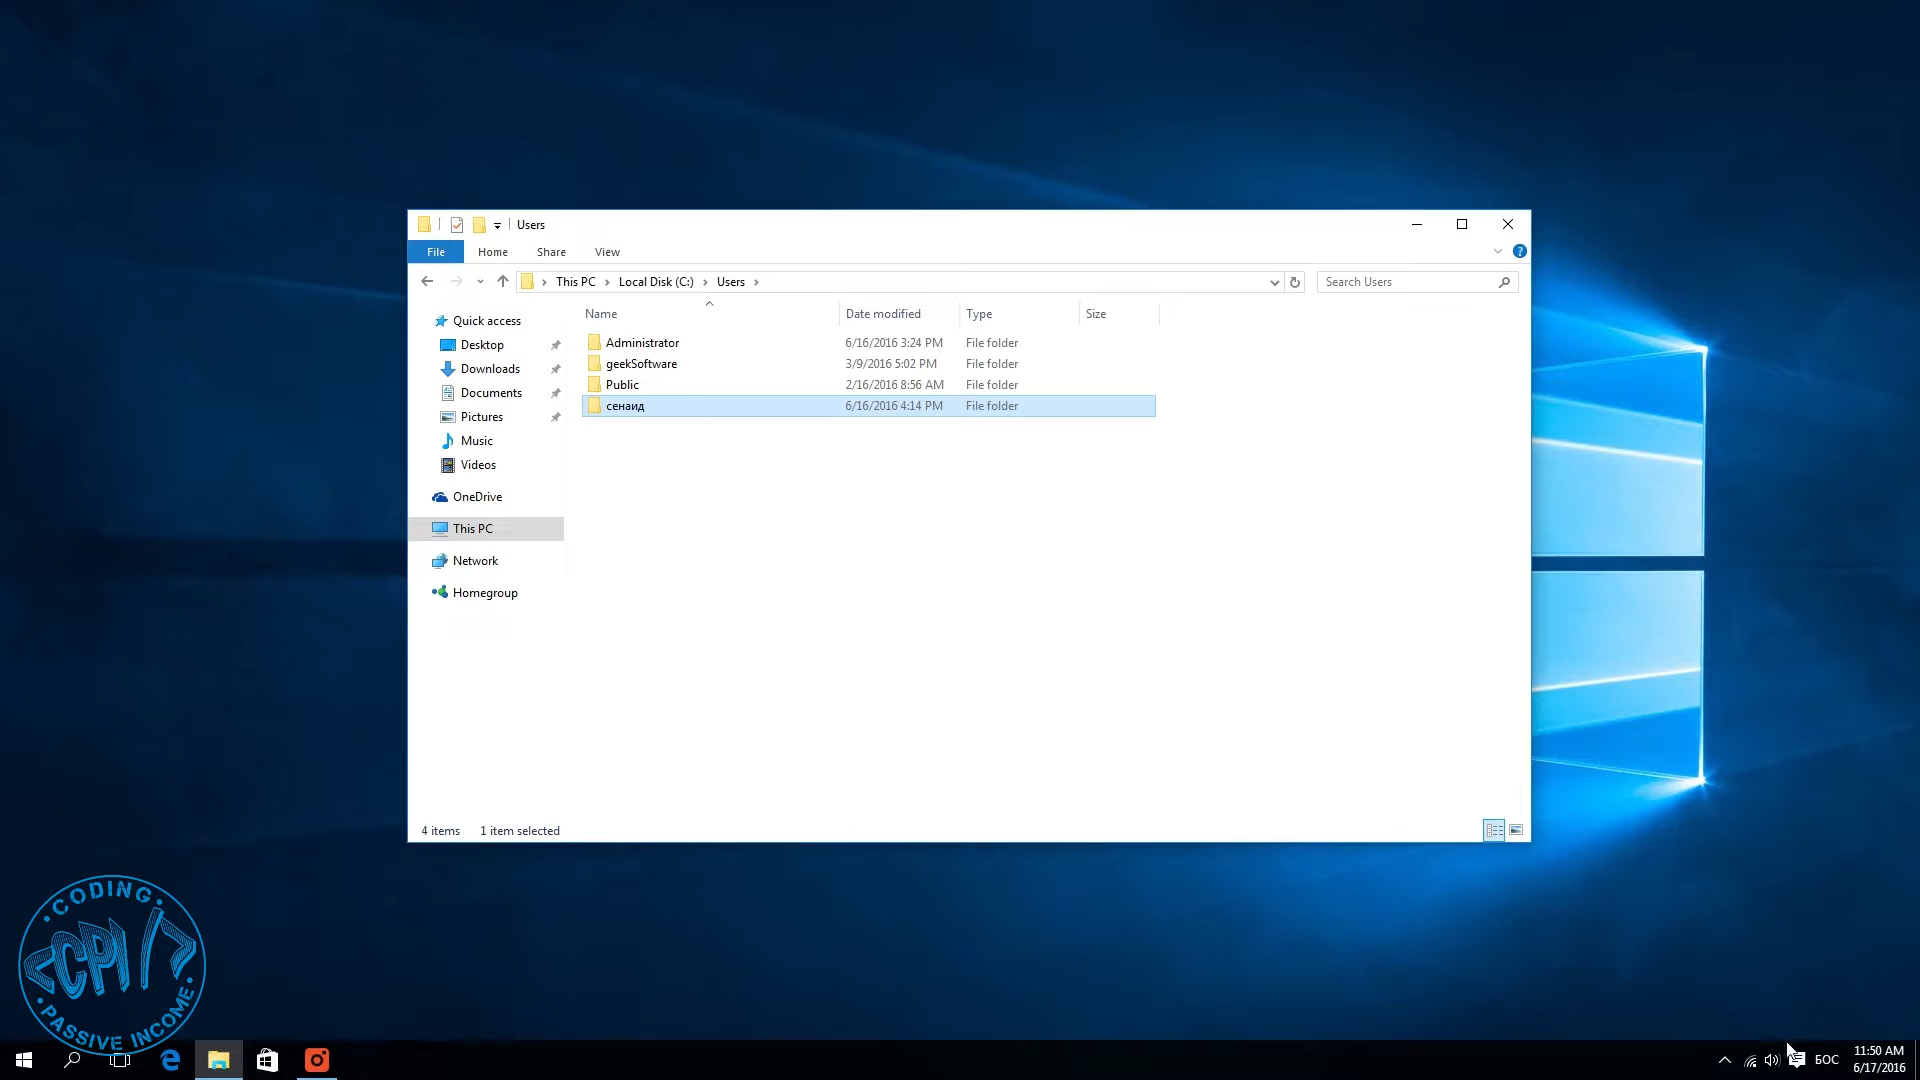 Users
File Home Share View
This PC Local Disk (C:) Users
Search Users
Name Date modified Type Size
Quick access
Desktop
Downloads
Documents
Pictures
Music
Videos
OneDrive
This PC
Network
Homegroup
Administrator 6/16/2016 3:24 PM File folder
geekSoftware 3/9/2016 5:02 PM File folder
Public 2/16/2016 8:56 AM File folder
сенаид 6/16/2016 4:14 PM File folder
4 items 1 item selected
CODING
<CPI/>
PASSIVE INCOME
БОС
11:50 AM
6/17/2016